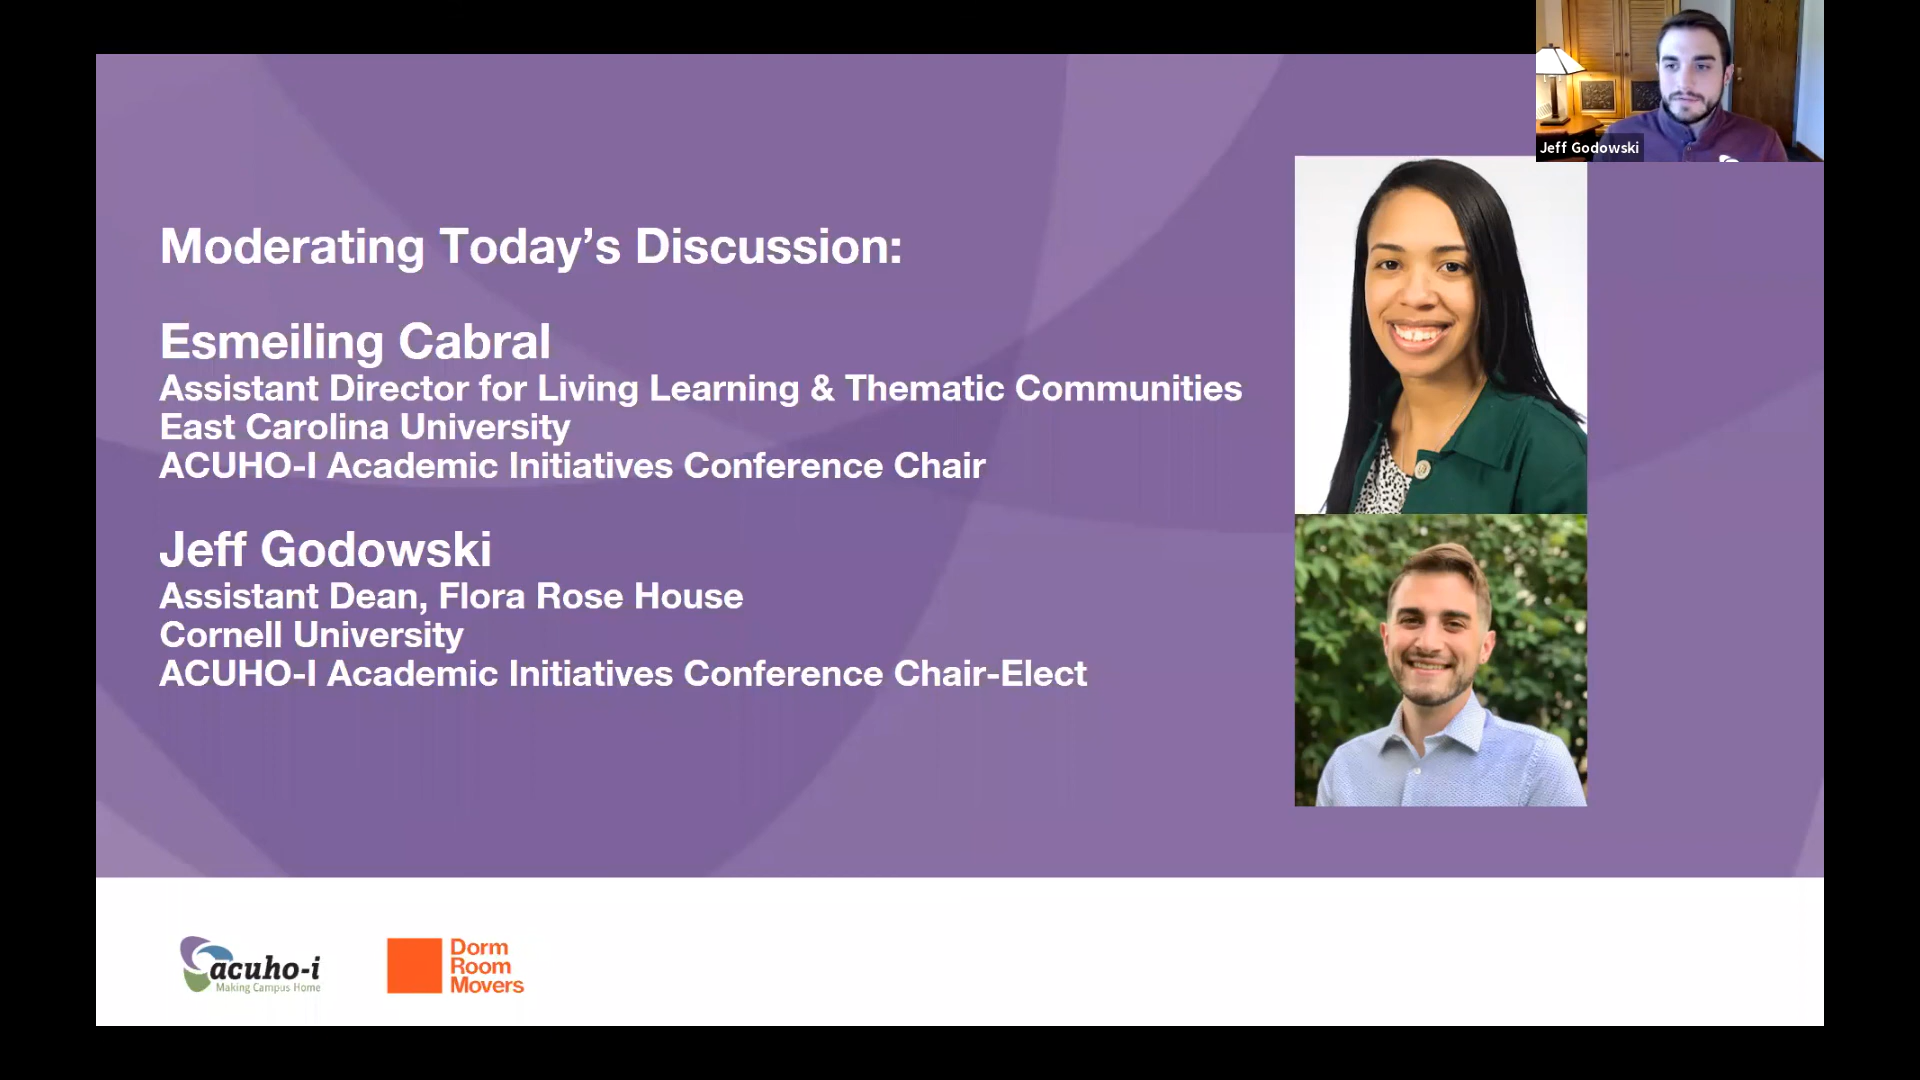 Jeff Godowski
Moderating Today’s Discussion:
Esmeiling Cabral
Assistant Director for Living Learning & Thematic Communities
East Carolina University
ACUHO-I Academic Initiatives Conference Chair
Jeff Godowski
Assistant Dean, Flora Rose House
Cornell University
ACUHO-I Academic Initiatives Conference Chair-Elect
acuho-i
Making Campus Home
Dorm
Room
Movers